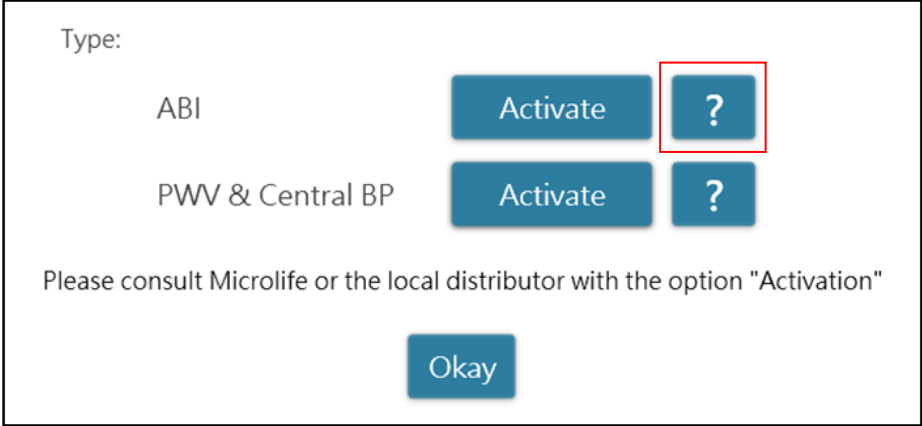 Type:
ABI Activate ?
PWV & Central BP Activate ?
Please consult Microlife or the local distributor with the option "Activation"
Okay